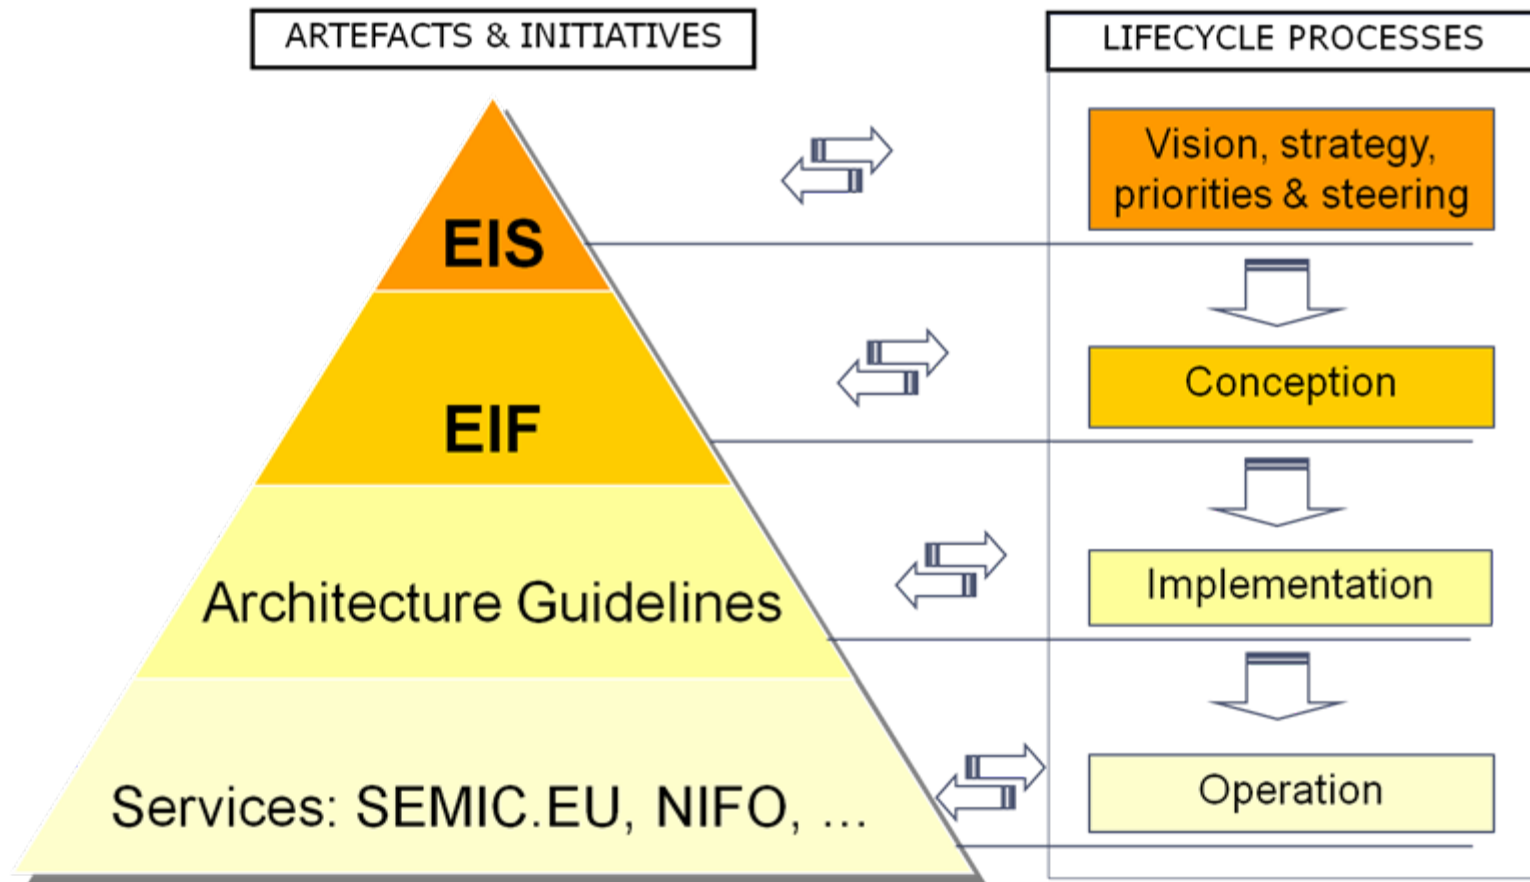 ARTEFACTS & INITIATIVES
LIFECYCLE PROCESSES
EIS
Vision, strategy,
priorities & steering
EIF
Conception
Architecture Guidelines
Implementation
Services: SEMIC.EU, NIFO, ...
Operation